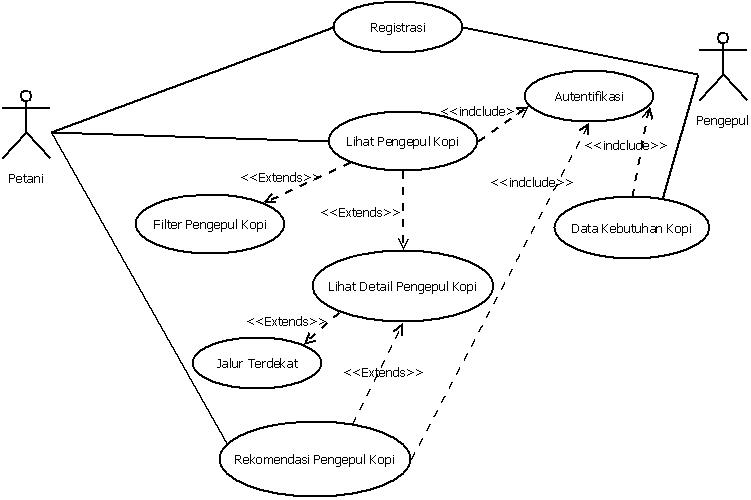 Registrasi
Autentifikasi
<<indclude>>
Pengepul
Lihat Pengepul Kopi
<<indclude>>
Petani
<<Extends>>
<<indclude>>
<<Extends>>
Filter Pengepul Kopi
Data Kebutuhan Kopi
Lihat Detail Pengepul Kopi
<<Extends>>
Jalur Terdekat
<<Extends>>
Rekomendasi Pengepul Kopi